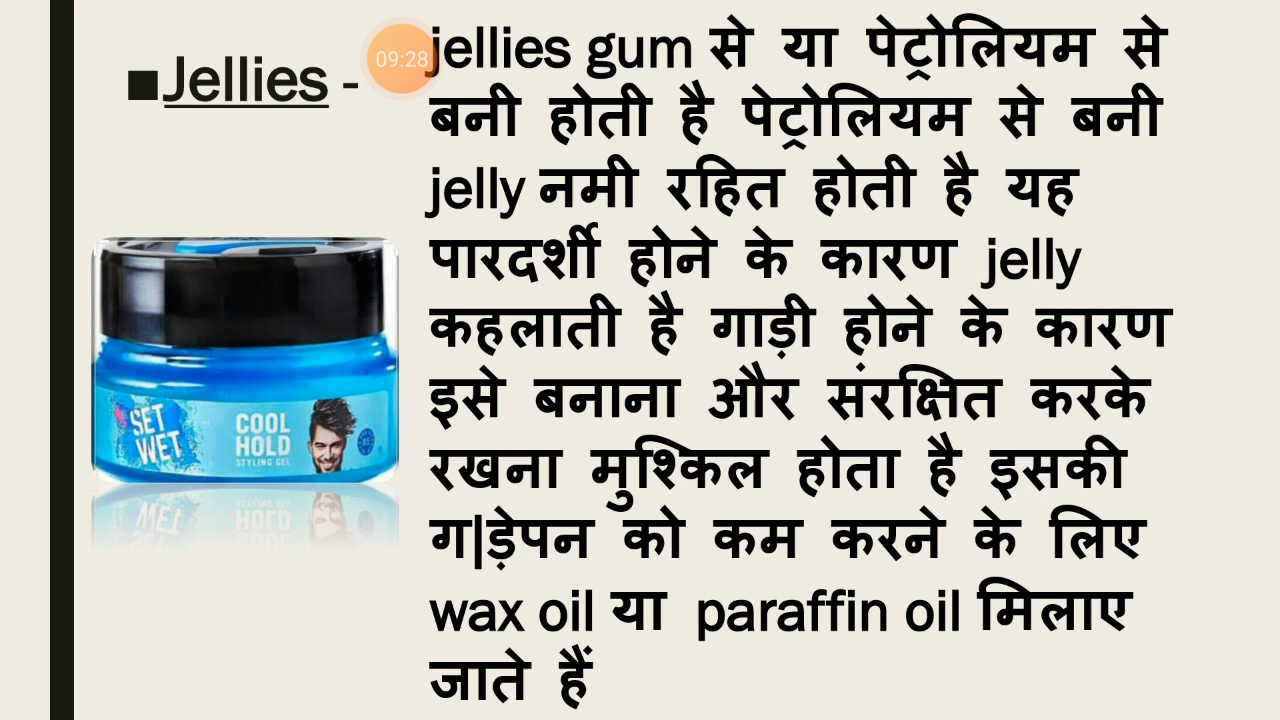 ■Jellies -
09:28
jellies gum से या पेट्रोलियम से
बनी होती है पेट्रोलियम से बनी
jelly नमी रहित होती है यह
पारदर्शी होने के कारण jelly
कहलाती है गाड़ी होने के कारण
इसे बनाना और संरक्षित करके
रखना मुश्किल होता है इसकी
ग|ड़ेपन को कम करने के लिए
wax oil या paraffin oil मिलाए
जाते हैं
SET
WET
COOL
HOLD
STYLING GEL